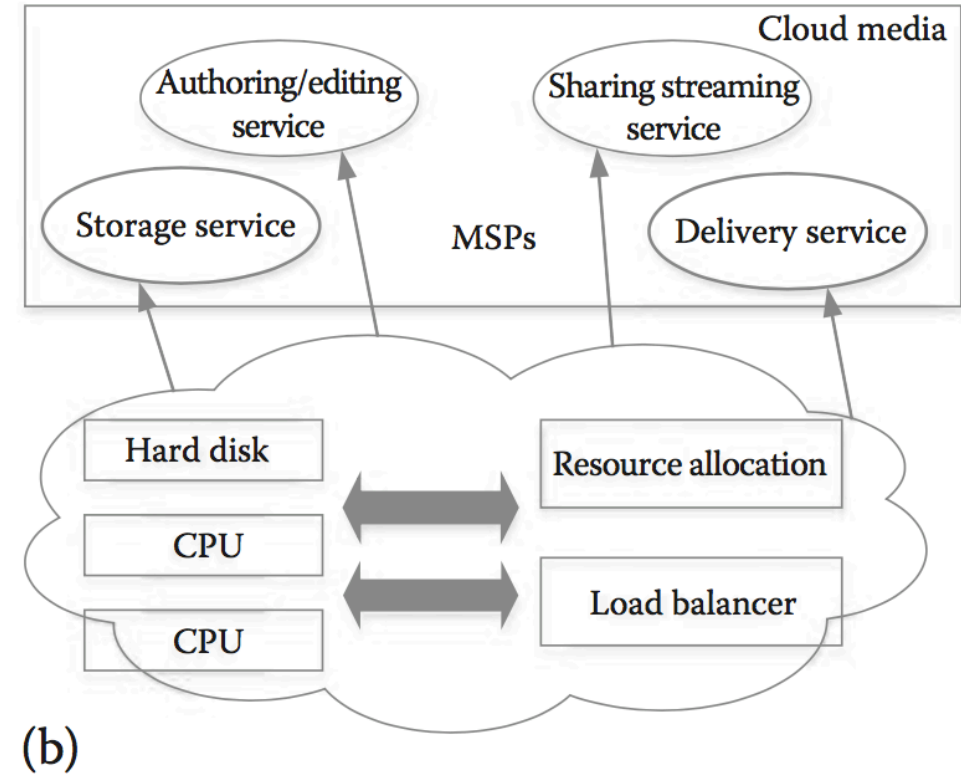 Cloud media
Authoring/editing
service
Sharing streaming
service
Storage service
MSPs
Delivery service
Hard disk
Resource allocation
CPU
Load balancer
CPU
(b)